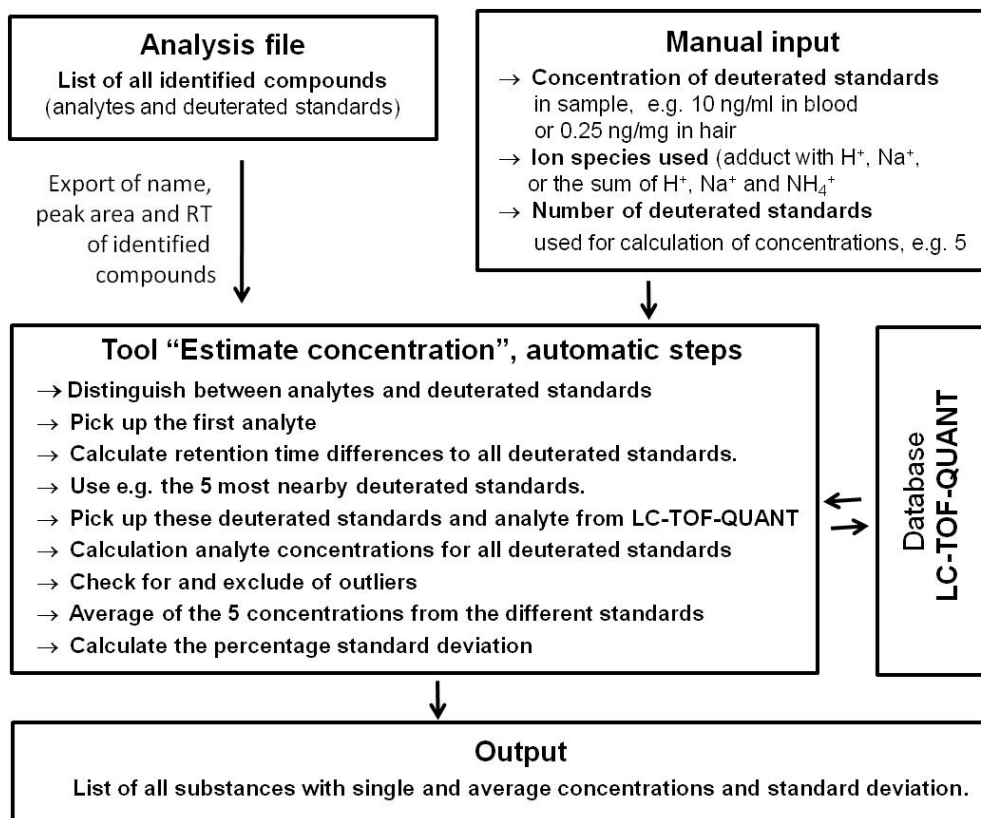 Analysis file
List of all identified compounds
(analytes and deuterated standards)
Manual input
→ Concentration of deuterated standards
in sample, e.g. 10 ng/ml in blood
or 0.25 ng/mg in hair
→ Ion species used (adduct with H⁺, Na⁺,
or the sum of H⁺, Na⁺ and NH₄⁺
→ Number of deuterated standards
used for calculation of concentrations, e.g. 5
Export of name,
peak area and RT
of identified
compounds
Tool “Estimate concentration”, automatic steps
→ Distinguish between analytes and deuterated standards
→ Pick up the first analyte
→ Calculate retention time differences to all deuterated standards.
→ Use e.g. the 5 most nearby deuterated standards.
→ Pick up these deuterated standards and analyte from LC-TOF-QUANT
→ Calculation analyte concentrations for all deuterated standards
→ Check for and exclude of outliers
→ Average of the 5 concentrations from the different standards
→ Calculate the percentage standard deviation
Database
LC-TOF-QUANT
Output
List of all substances with single and average concentrations and standard deviation.